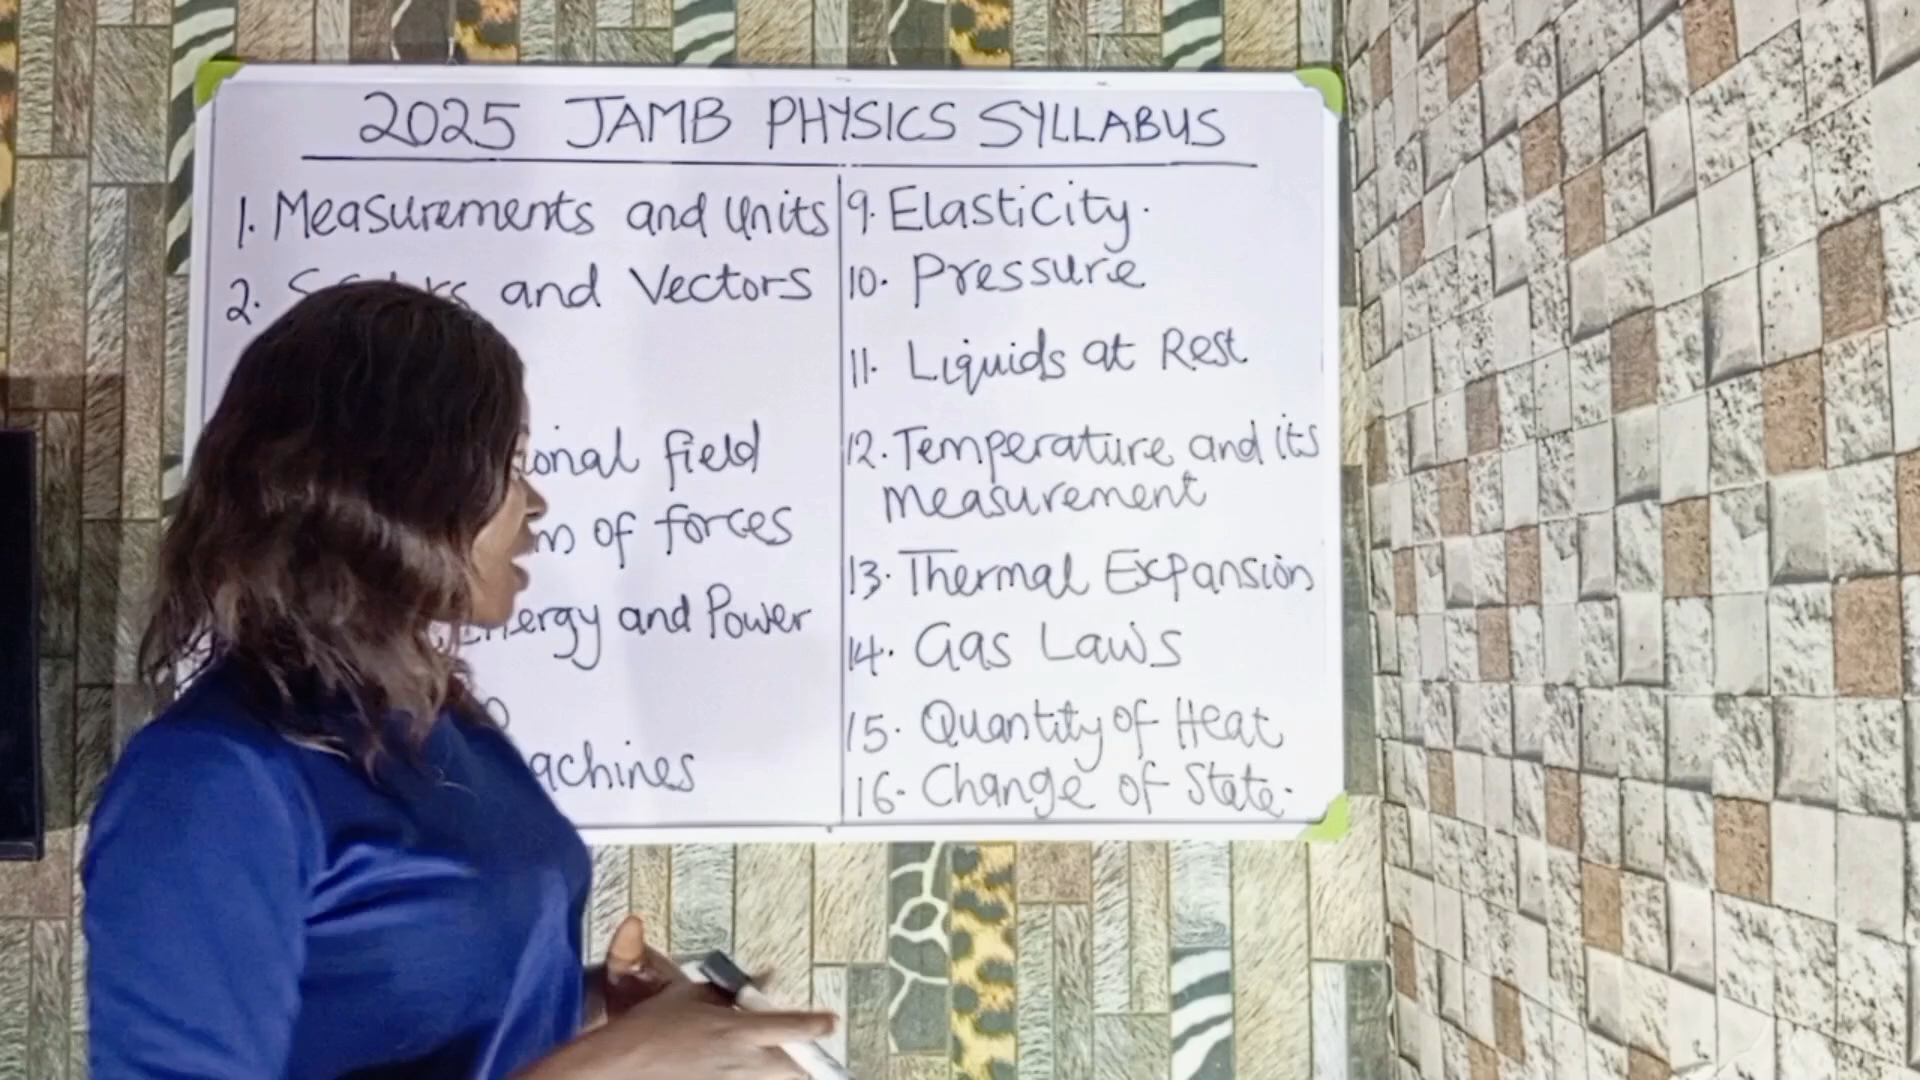 2025 JAMB PHYSICS SYLLABUS
1. Measurements and Units
2. and Vectors
field
of forces
and Power
9. Elasticity.
10. Pressure
11. Liquids at Rest
12. Temperature and its
measurement
13. Thermal Expansion
14. Gas Laws
15. Quantity of Heat
16. Change of State.